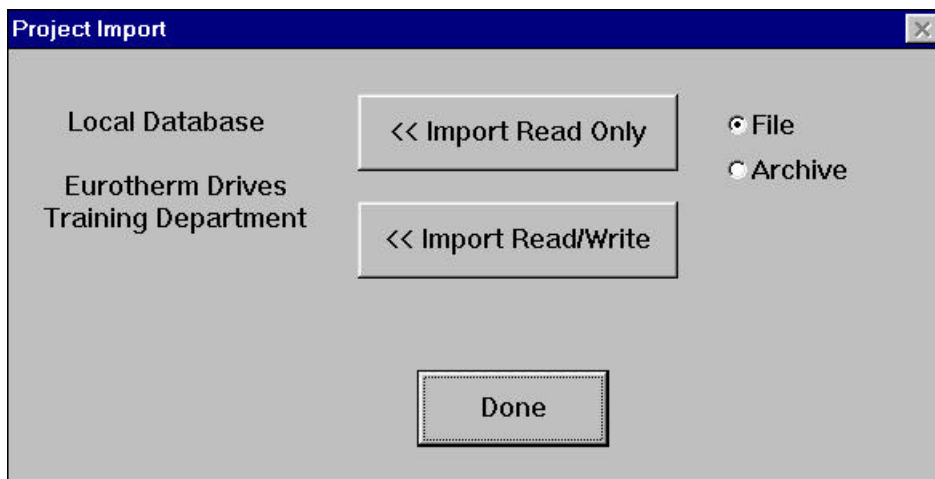 Project Import
Local Database
Eurotherm Drives
Training Department
<< Import Read Only
<< Import Read/Write
File
Archive
Done